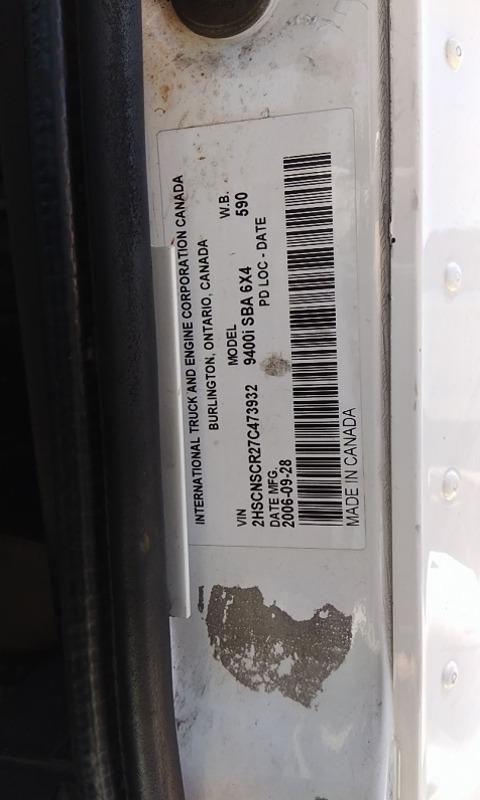 INTERNATIONAL TRUCK AND ENGINE CORPORATION CANADA
BURLINGTON, ONTARIO, CANADA
VIN MODEL W.B.
2HSCNSCR27C473932 9400i SBA 6X4 590
DATE MFG. PD LOC - DATE
2006-09-28
MADE IN CANADA